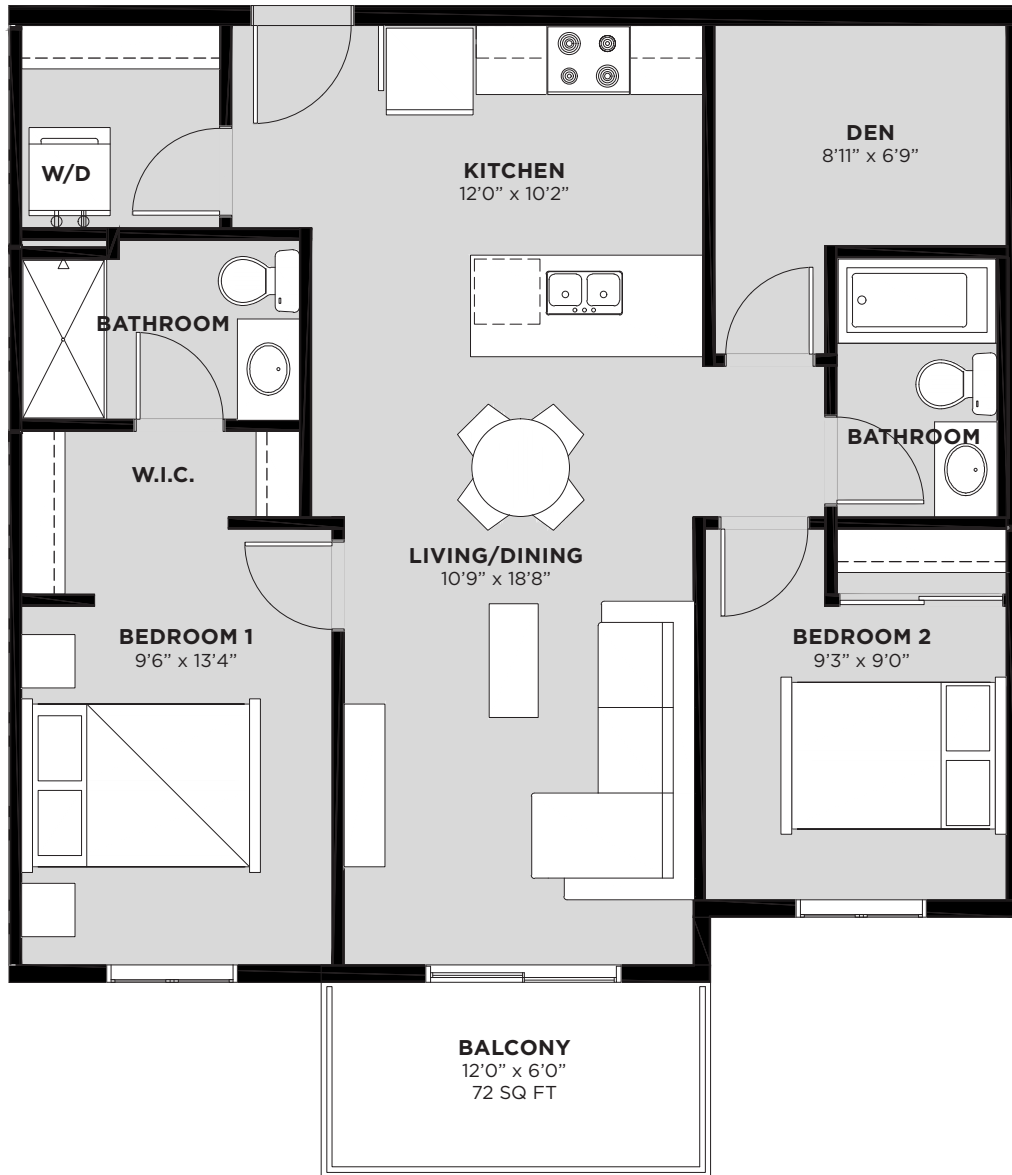 DEN
8’11” x 6’9”
W/D
KITCHEN
12’0” x 10’2”
BATHROOM
BATHROOM
W.I.C.
LIVING/DINING
10’9” x 18’8”
BEDROOM 1
9’6” x 13’4”
BEDROOM 2
9’3” x 9’0”
BALCONY
12’0” x 6’0”
72 SQ FT